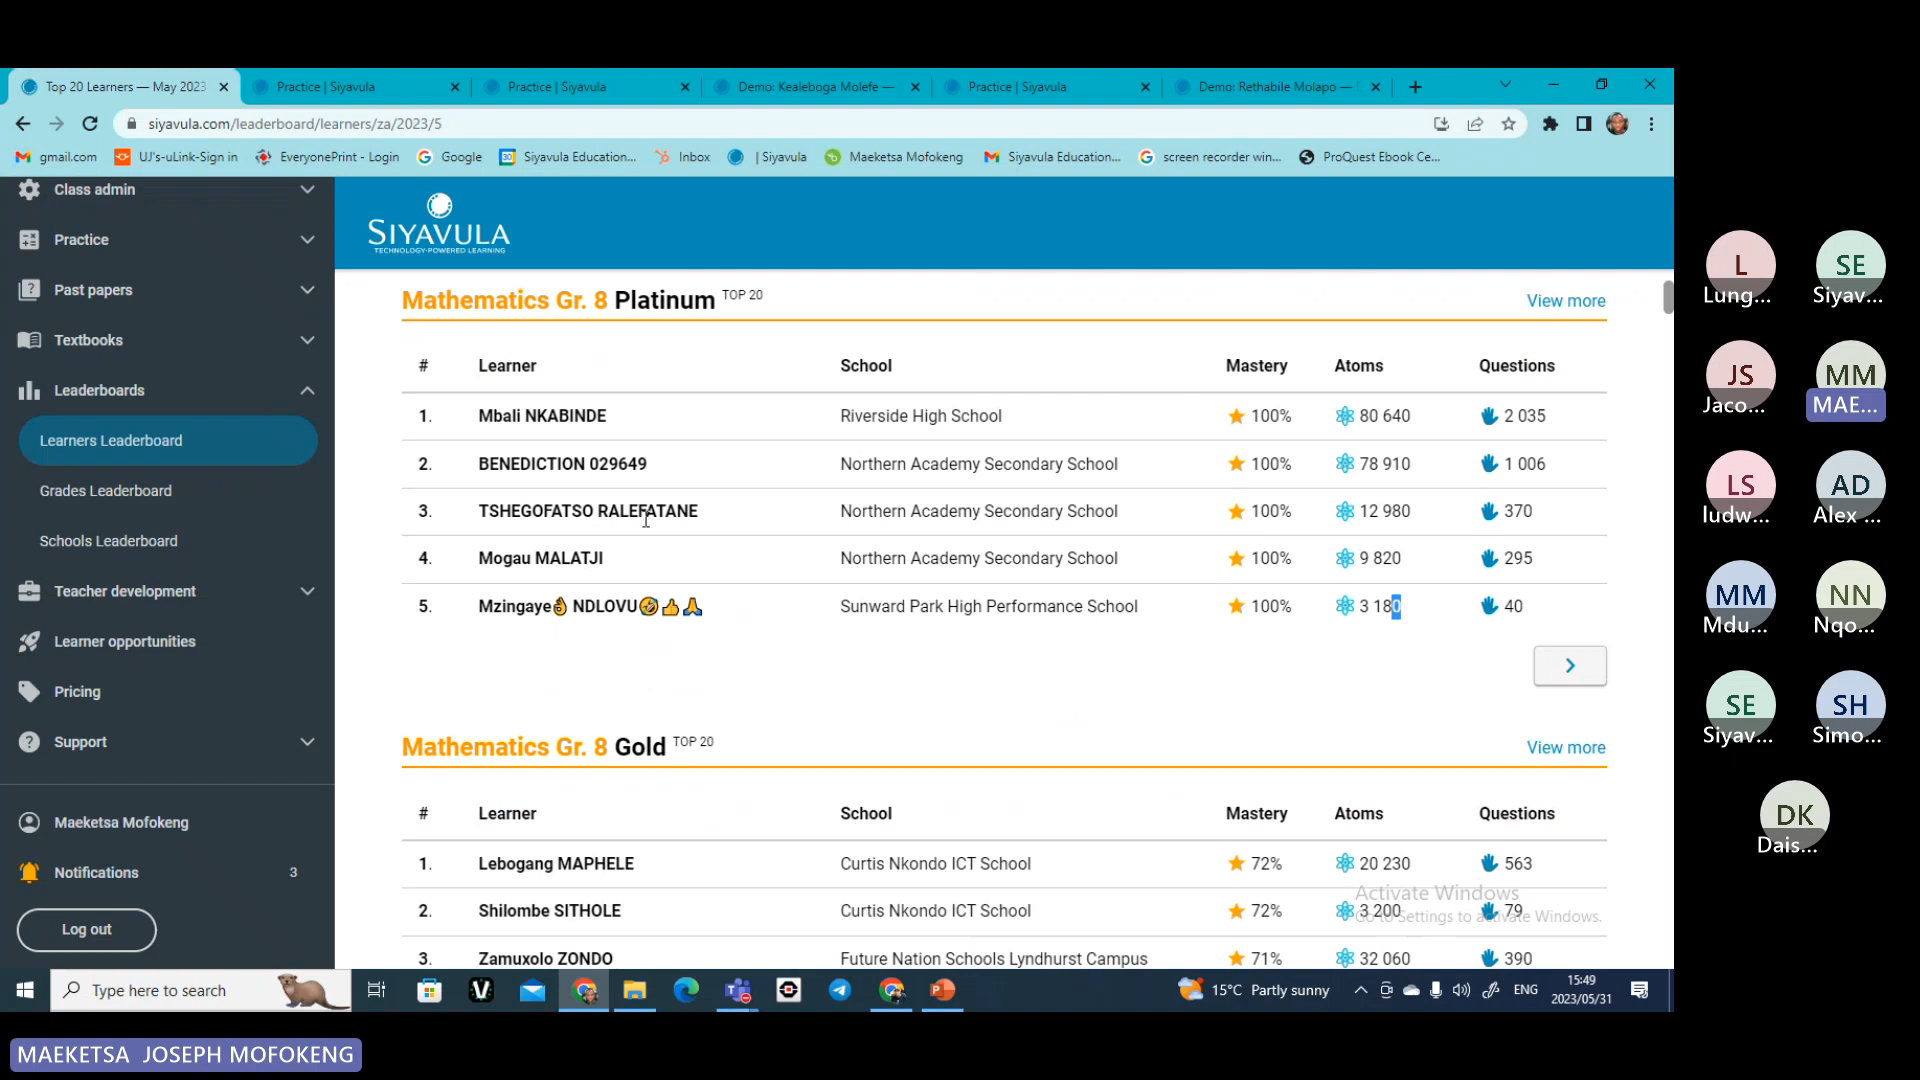 Top 20 Learners — May 2023
Practice | Siyavula
Practice | Siyavula
Demo: Kealeboga Molefe —
Practice | Siyavula
Demo: Rethabile Molapo —
siyavula.com/leaderboard/learners/za/2023/5
gmail.com
UJ's-uLink-Sign in
EveryonePrint - Login
Google
Siyavula Education...
Inbox
| Siyavula
Maeketsa Mofokeng
Siyavula Education...
screen recorder win...
ProQuest Ebook Ce...
Class admin
Practice
Past papers
Textbooks
Leaderboards
Learners Leaderboard
Grades Leaderboard
Schools Leaderboard
Teacher development
Learner opportunities
Pricing
Support
Maeketsa Mofokeng
Notifications 3
Log out
SIYAVULA
TECHNOLOGY-POWERED LEARNING
Mathematics Gr. 8 Platinum TOP 20 View more
# Learner School Mastery Atoms Questions
1. Mbali NKABINDE Riverside High School 100% 80 640 2 035
2. BENEDICTION 029649 Northern Academy Secondary School 100% 78 910 1 006
3. TSHEGOFATSO RALEFATANE Northern Academy Secondary School 100% 12 980 370
4. Mogau MALATJI Northern Academy Secondary School 100% 9 820 295
5. Mzingaye👌 NDLOVU🤣👍🙏 Sunward Park High Performance School 100% 3 180 40
Mathematics Gr. 8 Gold TOP 20 View more
# Learner School Mastery Atoms Questions
1. Lebogang MAPHELE Curtis Nkondo ICT School 72% 20 230 563
2. Shilombe SITHOLE Curtis Nkondo ICT School 72% 3 200 79
3. Zamuxolo ZONDO Future Nation Schools Lyndhurst Campus 71% 32 060 390
Activate Windows
Go to Settings to activate Windows.
Type here to search
15°C Partly sunny
ENG
15:49
2023/05/31
L
Lung...
SE
Siyav...
JS
Jaco...
MM
MAE...
LS
ludw...
AD
Alex ...
MM
Mdu...
NN
Nqo...
SE
Siyav...
SH
Simo...
DK
Dais...
MAEKETSA JOSEPH MOFOKENG